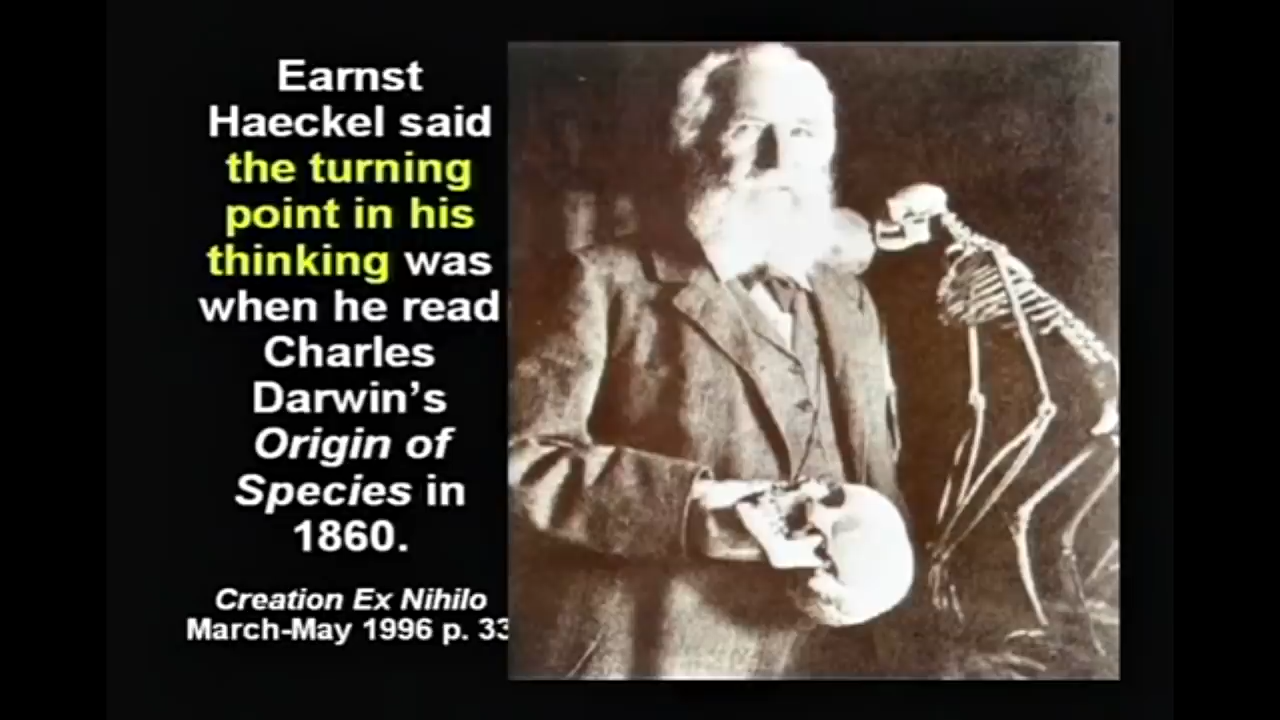 Earnst
Haeckel said
the turning
point in his
thinking was
when he read
Charles
Darwin’s
Origin of
Species in
1860.
Creation Ex Nihilo
March-May 1996 p. 33